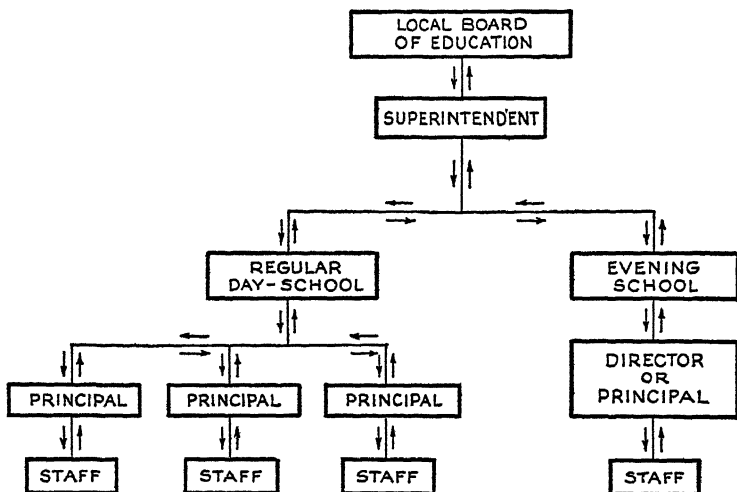 LOCAL BOARD
OF EDUCATION
SUPERINTENDENT
REGULAR
DAY-SCHOOL
EVENING
SCHOOL
PRINCIPAL
PRINCIPAL
PRINCIPAL
DIRECTOR
OR
PRINCIPAL
STAFF
STAFF
STAFF
STAFF